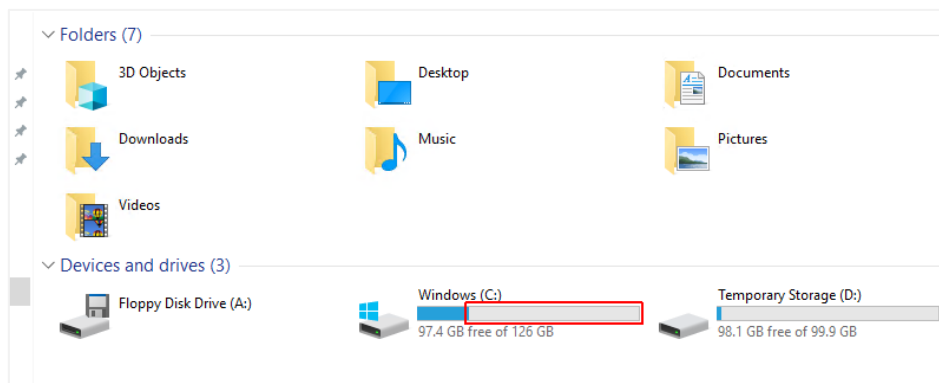 Folders (7)
3D Objects
Desktop
Documents
Downloads
Music
Pictures
Videos
Devices and drives (3)
Floppy Disk Drive (A:)
Windows (C:)
97.4 GB free of 126 GB
Temporary Storage (D:)
98.1 GB free of 99.9 GB